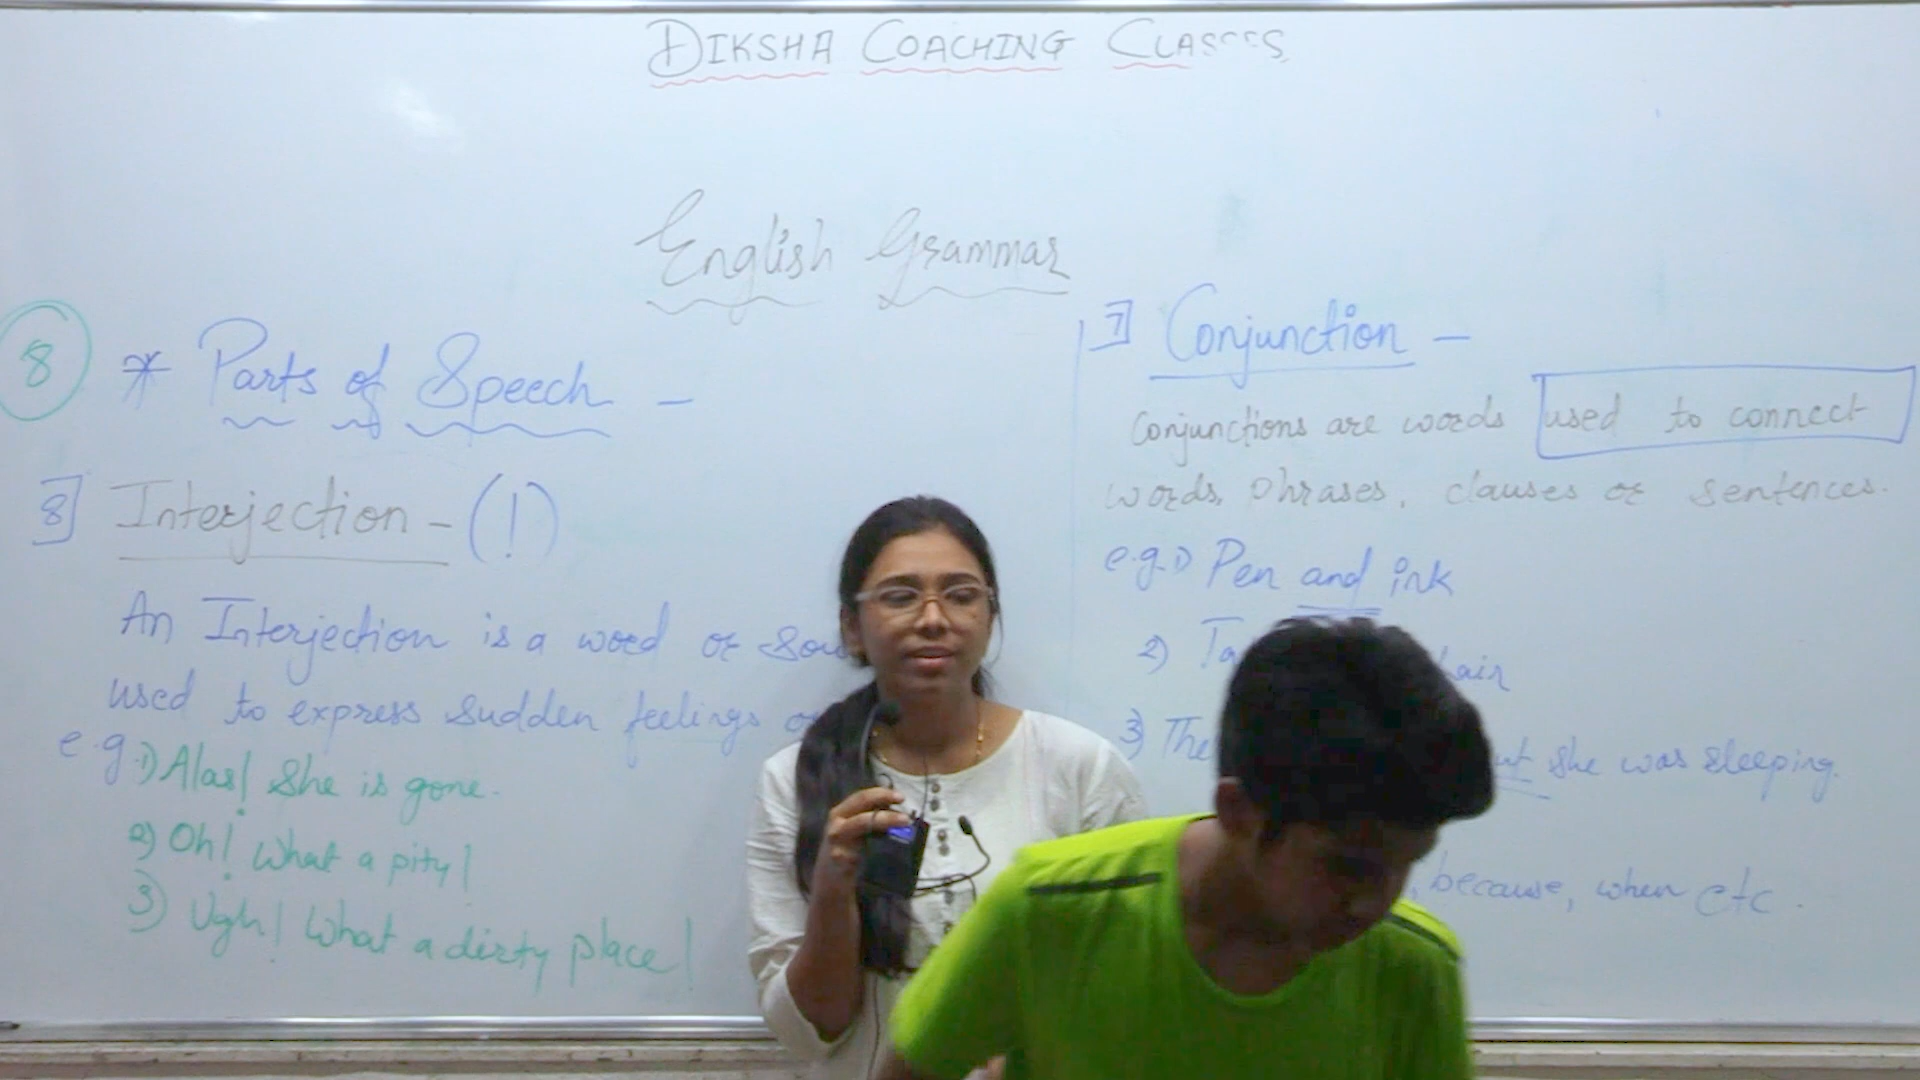 DIKSHA COACHING CLASSES
English Grammar
8
* Parts of Speech -
8] Interjection - (!)
An Interjection is a word or
used to express sudden feelings
e.g. 1) Alas! She is gone.
2) Oh! What a pity!
3) Ugh! What a dirty place!
7] Conjunction -
Conjunctions are words used to connect
words, phrases, clauses or sentences.
e.g. 1) Pen and ink
2)
3) The she was sleeping.
, because, when etc.